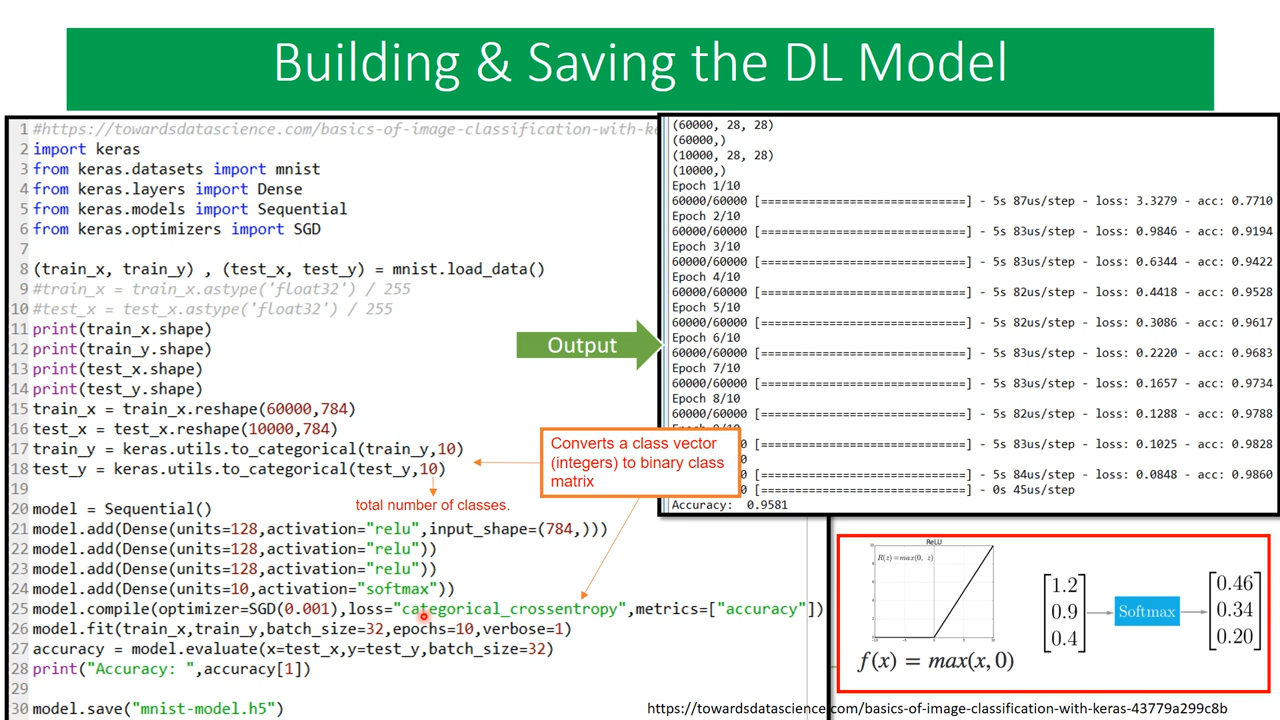 Building & Saving the DL Model
1 #https://towardsdatascience.com/basics-of-image-classification-with-ke
2 import keras
3 from keras.datasets import mnist
4 from keras.layers import Dense
5 from keras.models import Sequential
6 from keras.optimizers import SGD
7
8 (train_x, train_y) , (test_x, test_y) = mnist.load_data()
9 #train_x = train_x.astype('float32') / 255
10 #test_x = test_x.astype('float32') / 255
11 print(train_x.shape)
12 print(train_y.shape)
13 print(test_x.shape)
14 print(test_y.shape)
15 train_x = train_x.reshape(60000,784)
16 test_x = test_x.reshape(10000,784)
17 train_y = keras.utils.to_categorical(train_y,10)
18 test_y = keras.utils.to_categorical(test_y,10)
19
total number of classes.
20 model = Sequential()
21 model.add(Dense(units=128,activation="relu",input_shape=(784,)))
22 model.add(Dense(units=128,activation="relu"))
23 model.add(Dense(units=128,activation="relu"))
24 model.add(Dense(units=10,activation="softmax"))
25 model.compile(optimizer=SGD(0.001),loss="categorical_crossentropy",metrics=["accuracy"])
26 model.fit(train_x,train_y,batch_size=32,epochs=10,verbose=1)
27 accuracy = model.evaluate(x=test_x,y=test_y,batch_size=32)
28 print("Accuracy: ",accuracy[1])
29
30 model.save("mnist-model.h5")
Output
Converts a class vector
(integers) to binary class
matrix
(60000, 28, 28)
(60000,)
(10000, 28, 28)
(10000,)
Epoch 1/10
60000/60000 [==============================] - 5s 87us/step - loss: 3.3279 - acc: 0.7710
Epoch 2/10
60000/60000 [==============================] - 5s 83us/step - loss: 0.9846 - acc: 0.9194
Epoch 3/10
60000/60000 [==============================] - 5s 83us/step - loss: 0.6344 - acc: 0.9422
Epoch 4/10
60000/60000 [==============================] - 5s 82us/step - loss: 0.4418 - acc: 0.9528
Epoch 5/10
60000/60000 [==============================] - 5s 82us/step - loss: 0.3086 - acc: 0.9617
Epoch 6/10
60000/60000 [==============================] - 5s 83us/step - loss: 0.2220 - acc: 0.9683
Epoch 7/10
60000/60000 [==============================] - 5s 83us/step - loss: 0.1657 - acc: 0.9734
Epoch 8/10
60000/60000 [==============================] - 5s 82us/step - loss: 0.1288 - acc: 0.9788
==============================] - 5s 83us/step - loss: 0.1025 - acc: 0.9828
==============================] - 5s 84us/step - loss: 0.0848 - acc: 0.9860
==============================] - 0s 45us/step
Accuracy: 0.9581
ReLU
R(z)=max(0, z)
f(x) = max(x, 0)
1.2
0.9
0.4
Softmax
0.46
0.34
0.20
https://towardsdatascience.com/basics-of-image-classification-with-keras-43779a299c8b